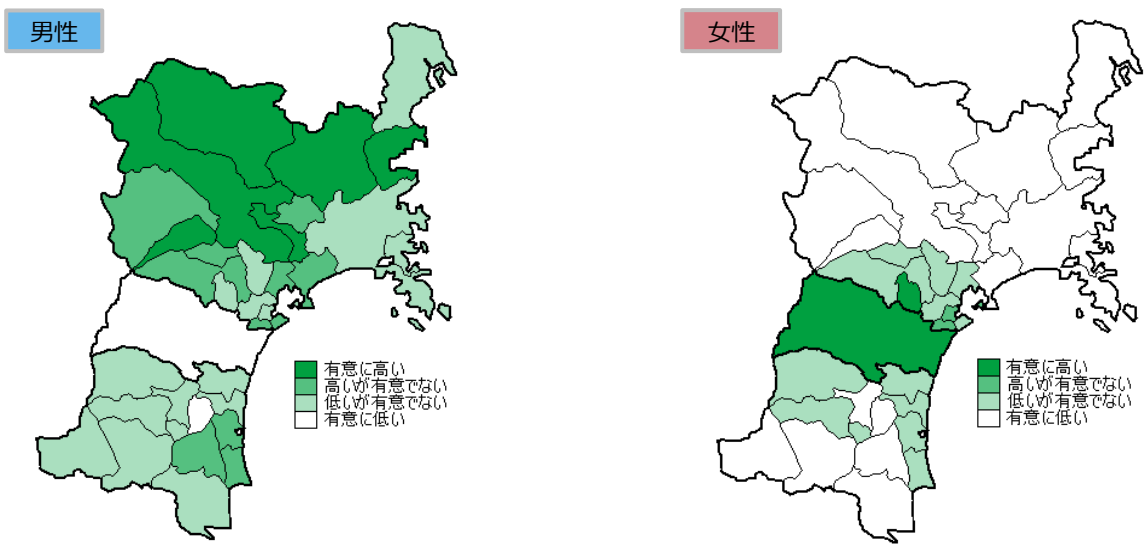 男性
女性
有意に高い
高いが有意でない
低いが有意でない
有意に低い
有意に高い
高いが有意でない
低いが有意でない
有意に低い